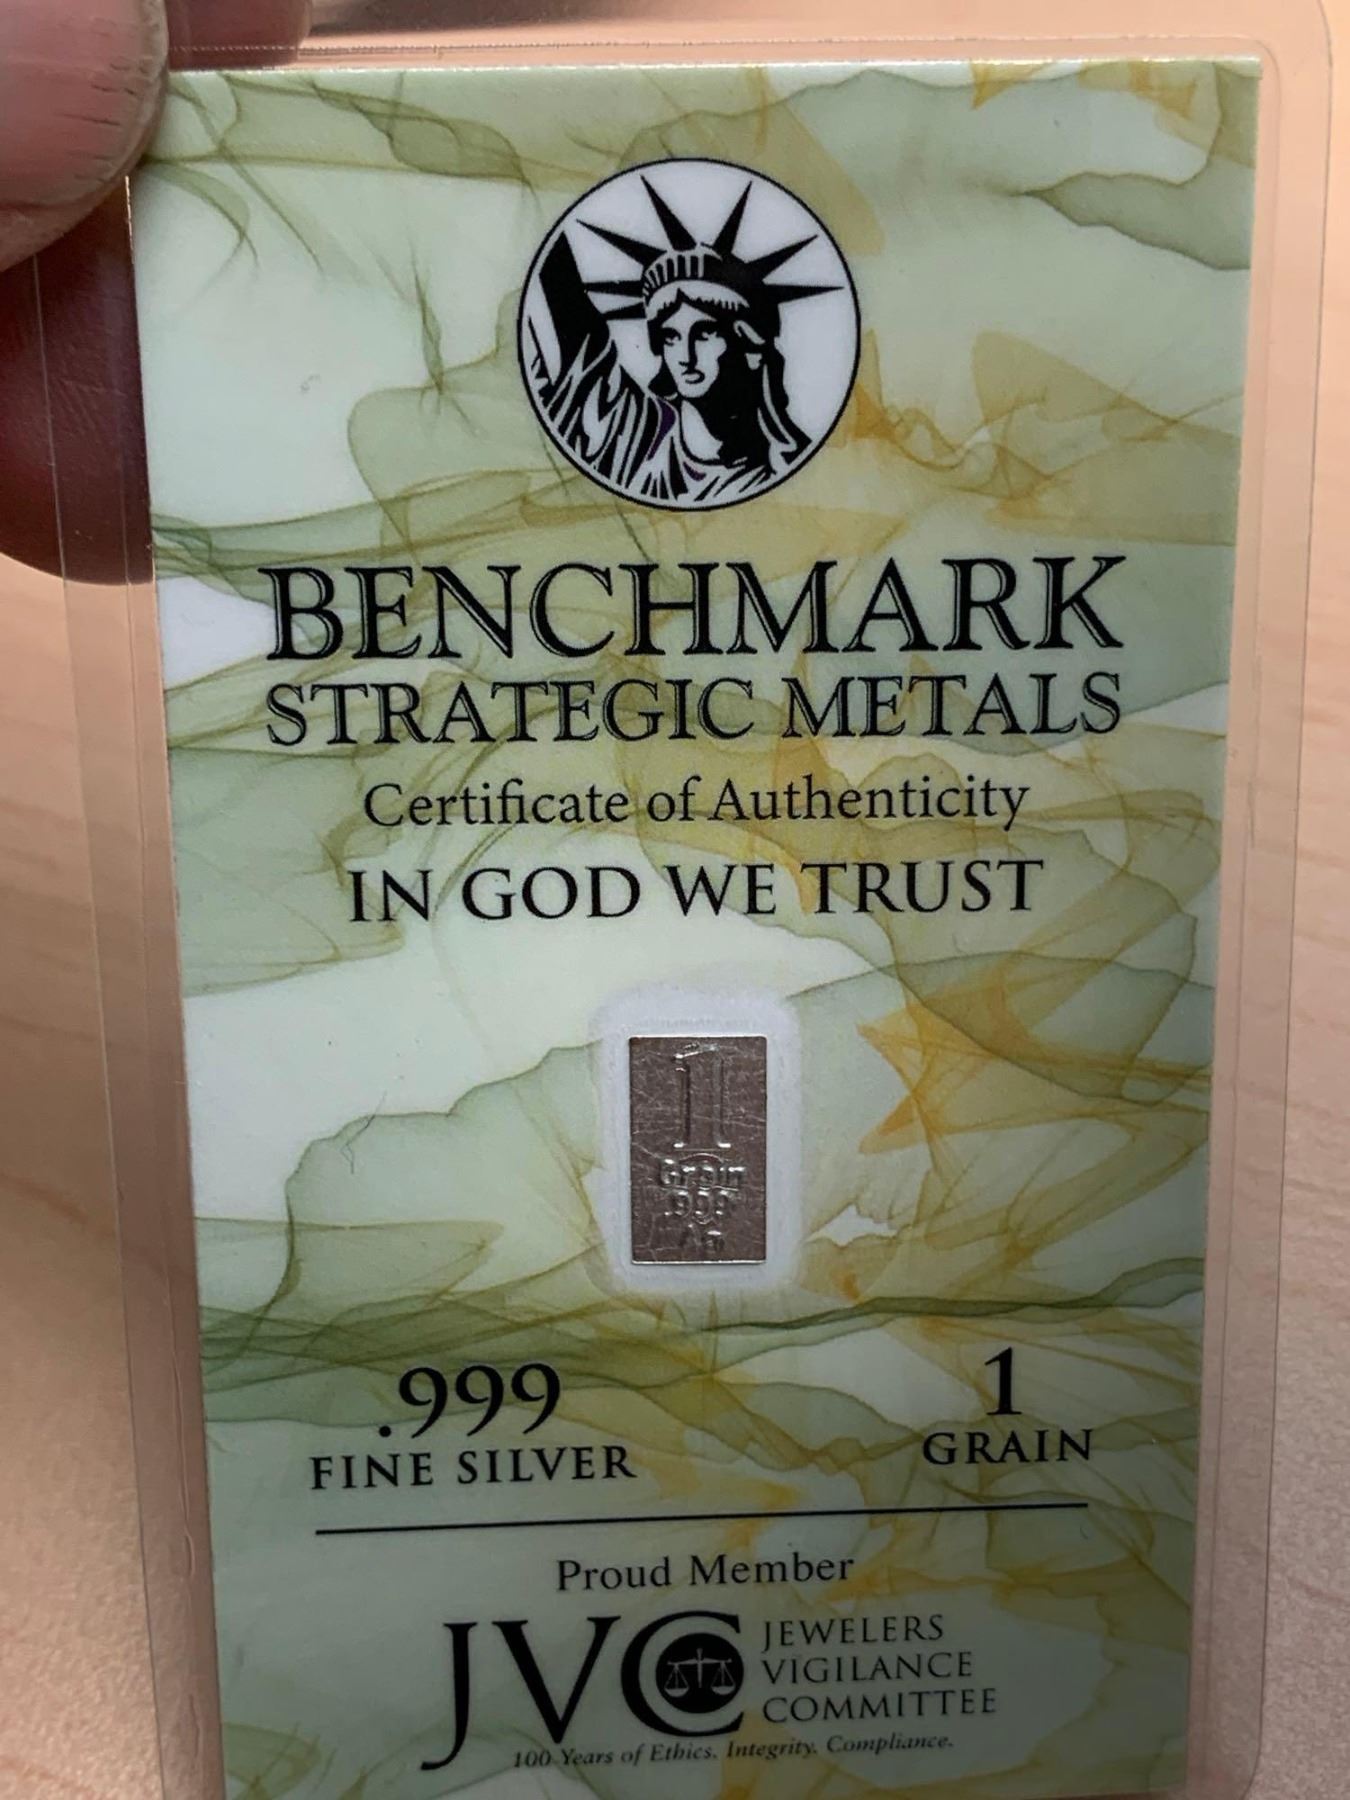 BENCHMARK
STRATEGIC METALS
Certificate of Authenticity
IN GOD WE TRUST
1
Grain
999
Ag
.999
FINE SILVER
1
GRAIN
Proud Member
JVC
JEWELERS
VIGILANCE
COMMITTEE
100 Years of Ethics. Integrity. Compliance.